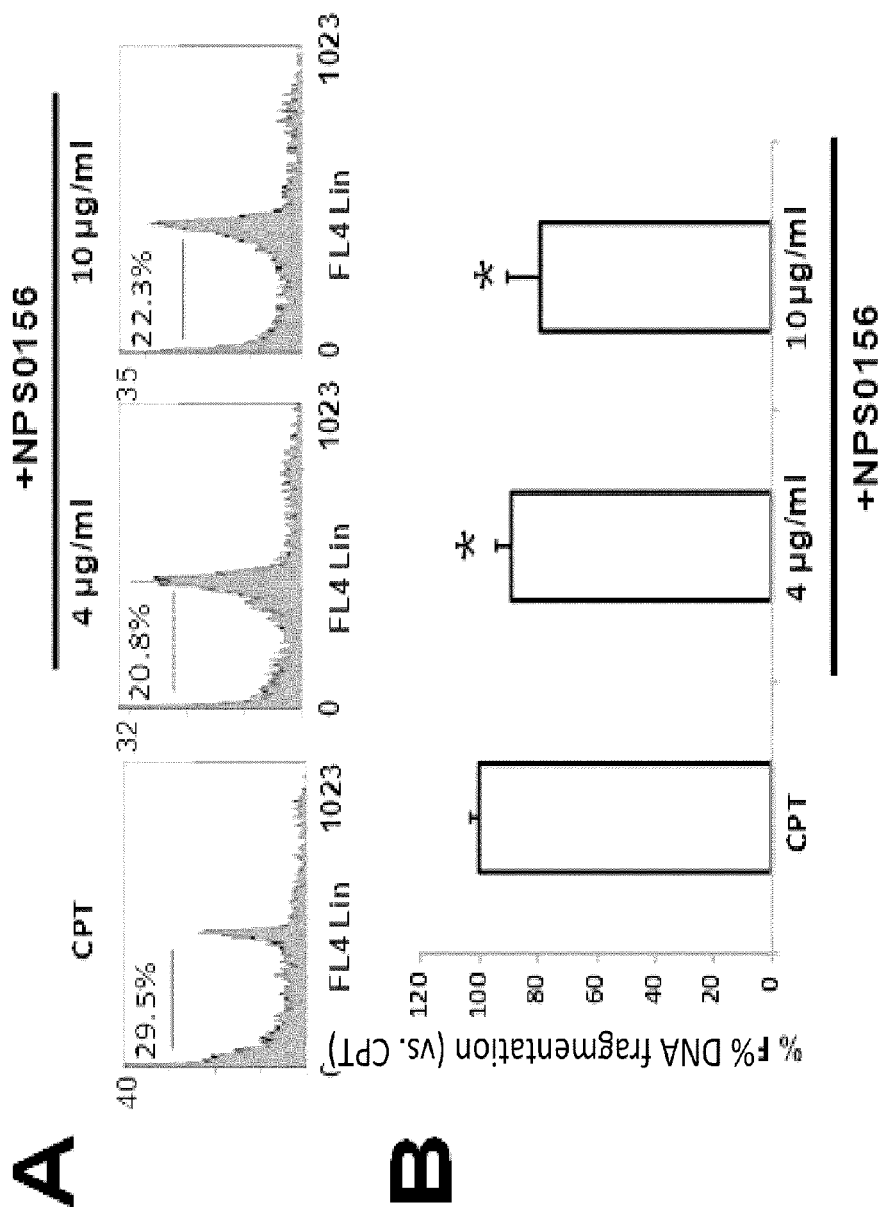 A
+NPS0156
CPT
4 µg/ml
10 µg/ml
40
29.5%
0
1023
FL4 Lin
32
20.8%
0
1023
FL4 Lin
35
22.3%
0
1023
FL4 Lin
B
% F% DNA fragmentation (vs. CPT)
120
100
80
60
40
20
0
*
*
CPT
4 µg/ml
10 µg/ml
+NPS0156